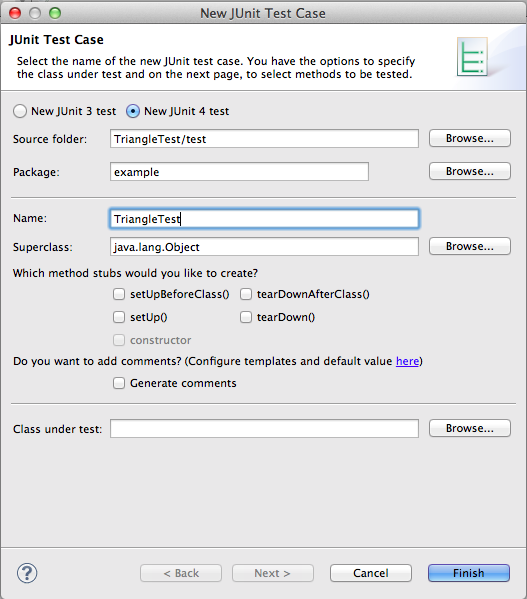 New JUnit Test Case
JUnit Test Case
Select the name of the new JUnit test case. You have the options to specify
the class under test and on the next page, to select methods to be tested.
New JUnit 3 test New JUnit 4 test
Source folder: TriangleTest/test Browse...
Package: example Browse...
Name: TriangleTest
Superclass: java.lang.Object Browse...
Which method stubs would you like to create?
setUpBeforeClass() tearDownAfterClass()
setUp() tearDown()
constructor
Do you want to add comments? (Configure templates and default value here)
Generate comments
Class under test: Browse...
? < Back Next > Cancel Finish